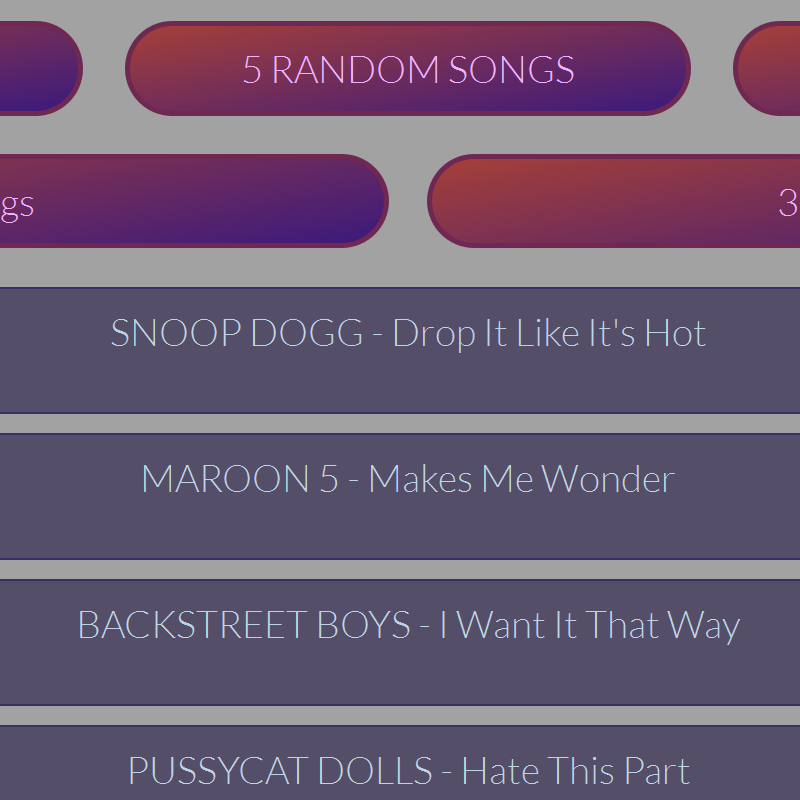 5 RANDOM SONGS
gs
3
SNOOP DOGG - Drop It Like It's Hot
MAROON 5 - Makes Me Wonder
BACKSTREET BOYS - I Want It That Way
PUSSYCAT DOLLS - Hate This Part